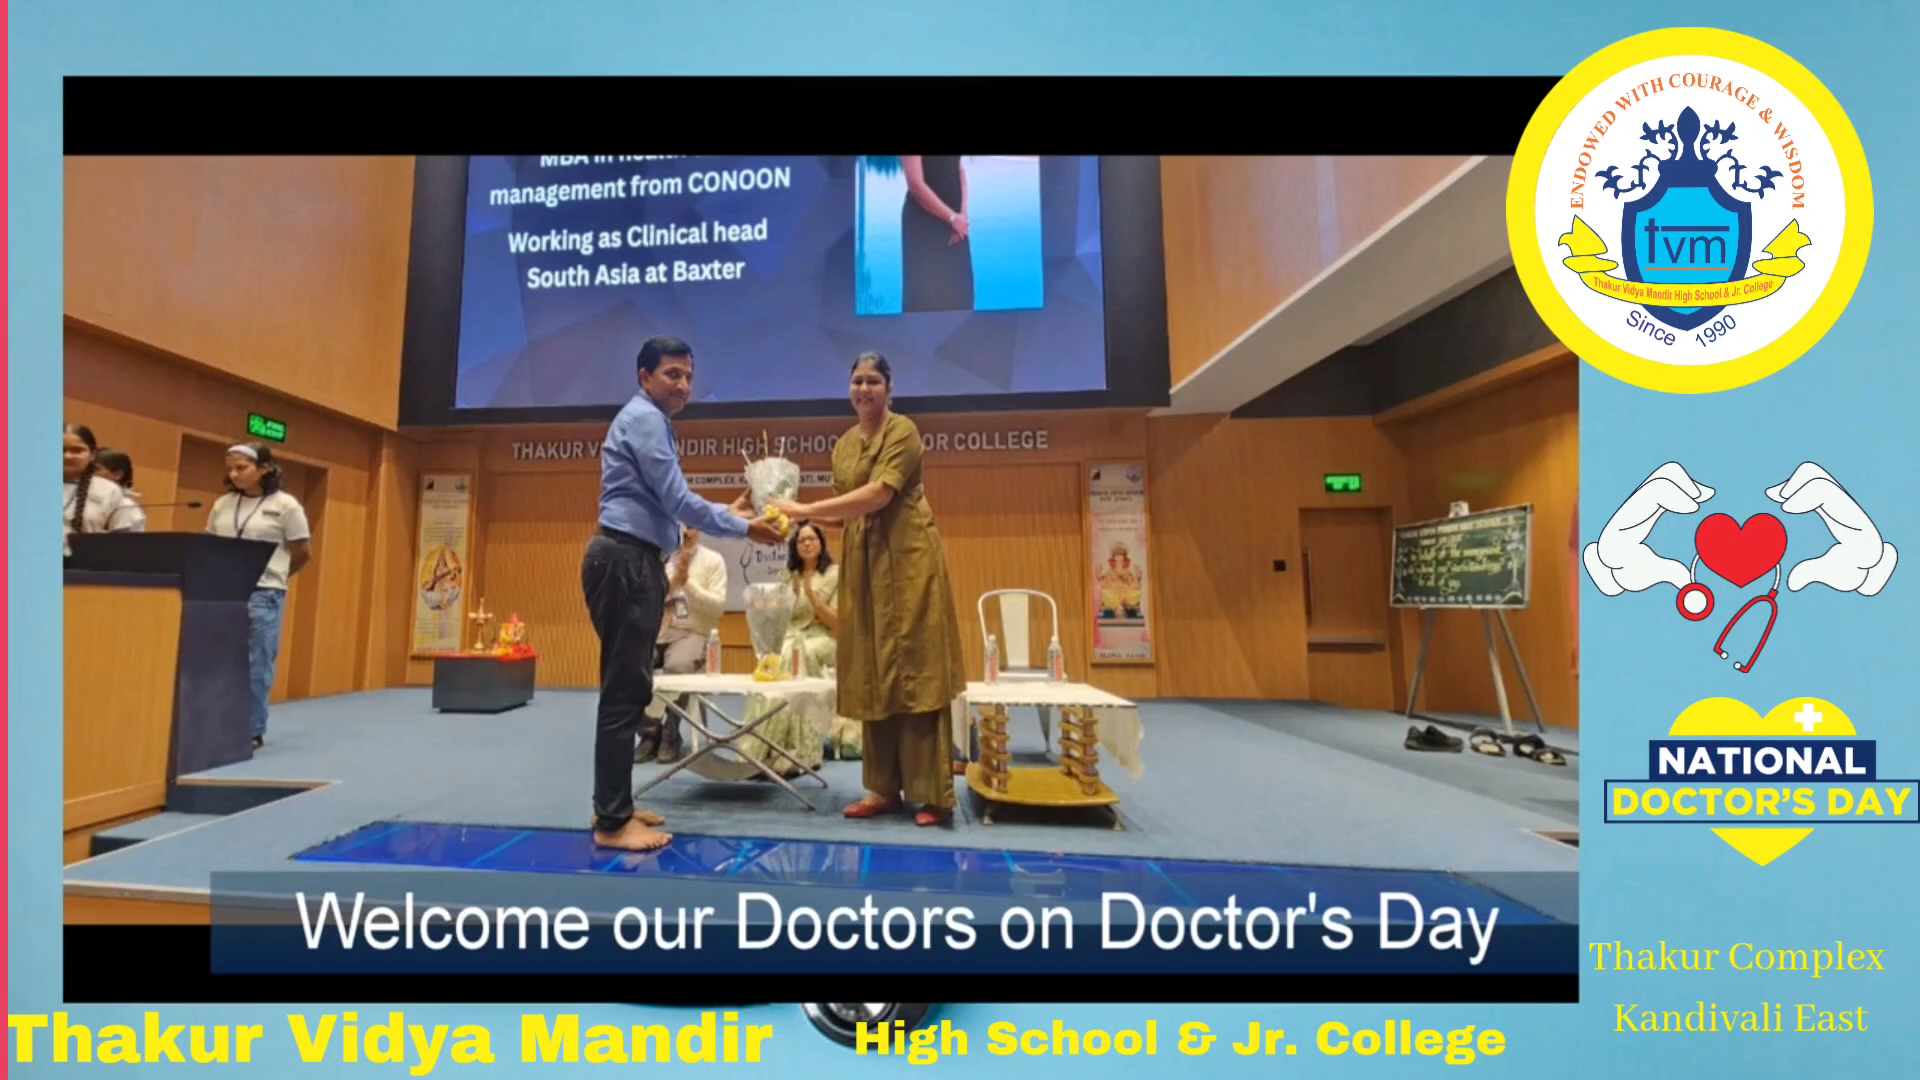 ENDOWED WITH COURAGE & WISDOM
tvm
Thakur Vidya Mandir High School & Jr. College
Since 1990
management from CONOON
Working as Clinical head
South Asia at Baxter
THAKUR
HIGH SCHOO
OR COLLEGE
Welcome our Doctors on Doctor's Day
NATIONAL
DOCTOR'S DAY
Thakur Complex
Kandivali East
Thakur Vidya Mandir High School & Jr. College